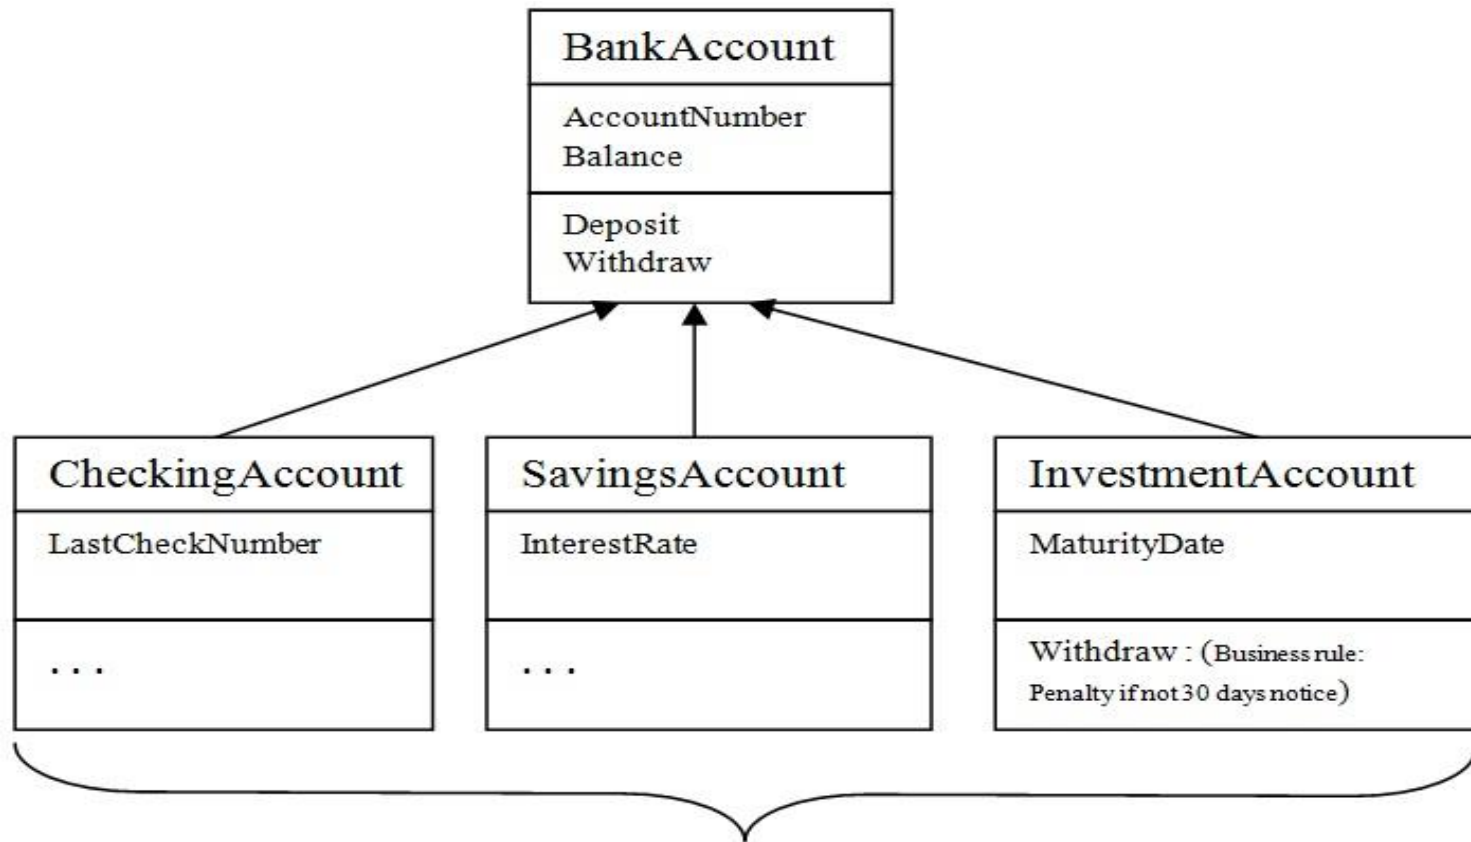 BankAccount
AccountNumber
Balance
Deposit
Withdraw
CheckingAccount
LastCheckNumber
. . .
SavingsAccount
InterestRate
. . .
InvestmentAccount
MaturityDate
Withdraw : (Business rule:
Penalty if not 30 days notice)